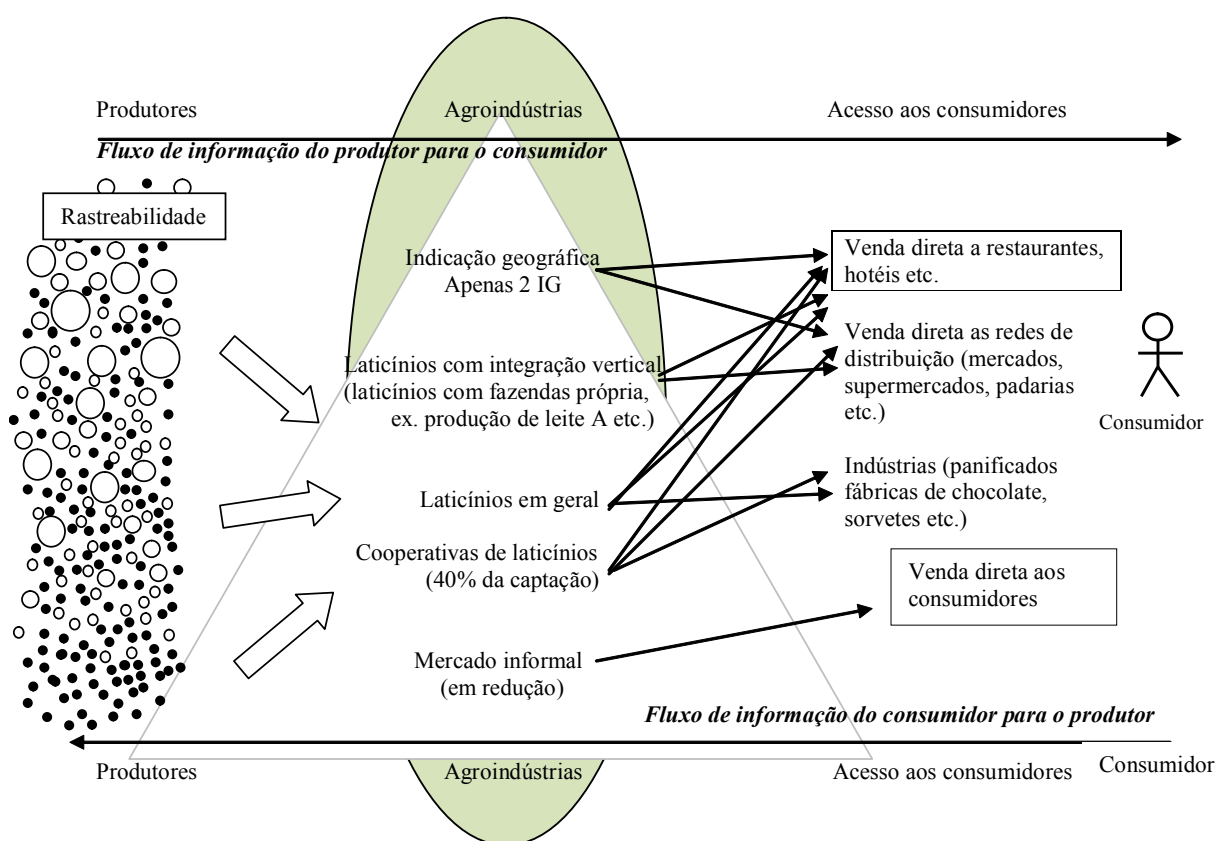 Produtores
Agroindústrias
Acesso aos consumidores
Fluxo de informação do produtor para o consumidor
Rastreabilidade
Indicação geográfica
Apenas 2 IG
Laticínios com integração vertical
(laticínios com fazendas própria,
ex. produção de leite A etc.)
Laticínios em geral
Cooperativas de laticínios
(40% da captação)
Mercado informal
(em redução)
Venda direta a restaurantes,
hotéis etc.
Venda direta as redes de
distribuição (mercados,
supermercados, padarias
etc.)
Indústrias (panificados
fábricas de chocolate,
sorvetes etc.)
Venda direta aos
consumidores
Consumidor
Fluxo de informação do consumidor para o produtor
Produtores
Agroindústrias
Acesso aos consumidores
Consumidor